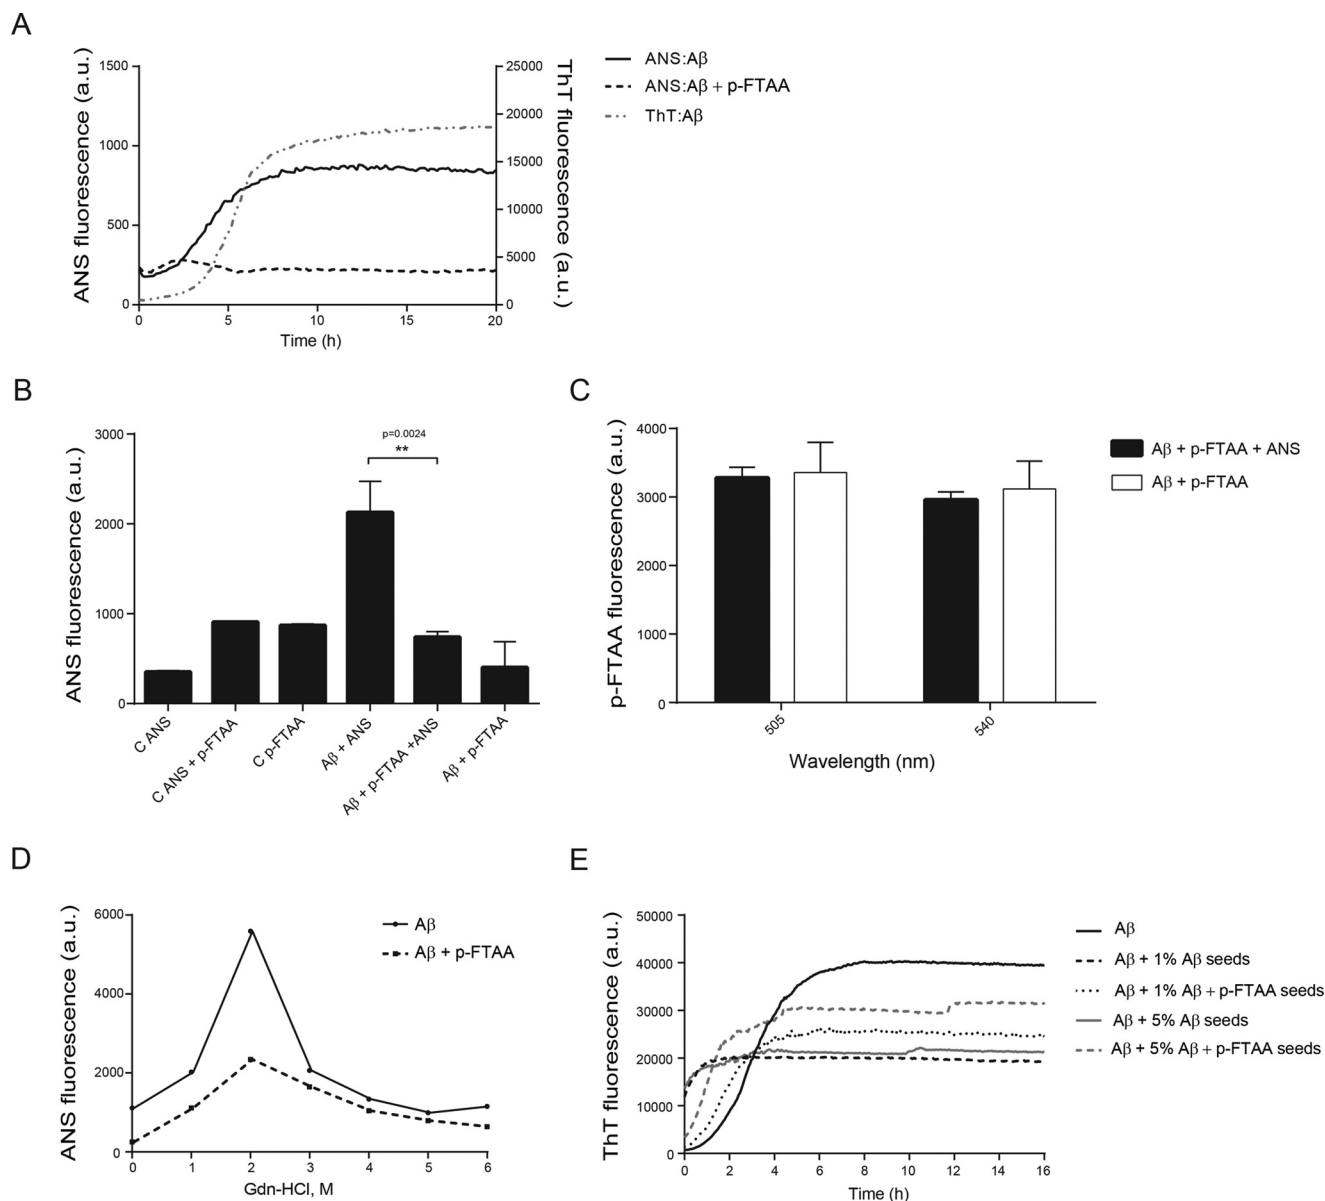 A
ANS fluorescence (a.u.)
1500
1000
500
0
0 5 10 15 20
Time (h)
25000
20000
15000
10000
5000
0
ThT fluorescence (a.u.)
ANS:Aβ
ANS:Aβ + p-FTAA
ThT:Aβ
B
ANS fluorescence (a.u.)
3000
2000
1000
0
p=0.0024
**
C ANS
C ANS + p-FTAA
C p-FTAA
Aβ + ANS
Aβ + p-FTAA +ANS
Aβ + p-FTAA
C
p-FTAA fluorescence (a.u.)
4000
3000
2000
1000
0
505
540
Wavelength (nm)
Aβ + p-FTAA + ANS
Aβ + p-FTAA
D
ANS fluorescence (a.u.)
6000
4000
2000
0
0 1 2 3 4 5 6
Gdn-HCl, M
Aβ
Aβ + p-FTAA
E
ThT fluorescence (a.u.)
50000
40000
30000
20000
10000
0
0 2 4 6 8 10 12 14 16
Time (h)
Aβ
Aβ + 1% Aβ seeds
Aβ + 1% Aβ + p-FTAA seeds
Aβ + 5% Aβ seeds
Aβ + 5% Aβ + p-FTAA seeds